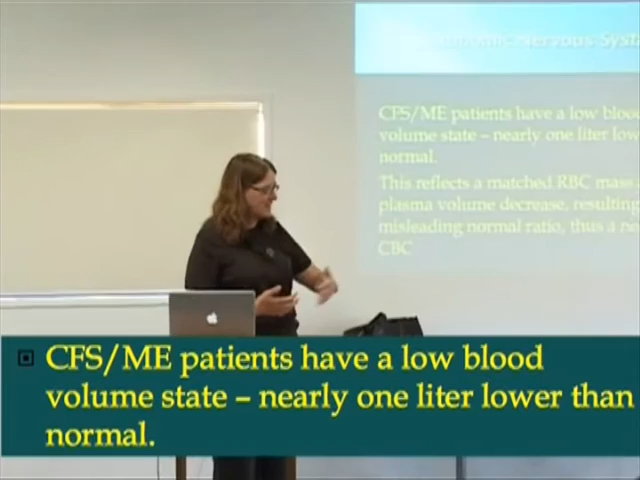 Autonomic Nervous Syst
CFS/ME patients have a low blood
volume state – nearly one liter low
normal.
This reflects a matched RBC mass
plasma volume decrease, resulting
misleading normal ratio, thus a
CBC
CFS/ME patients have a low blood
volume state – nearly one liter lower than
normal.